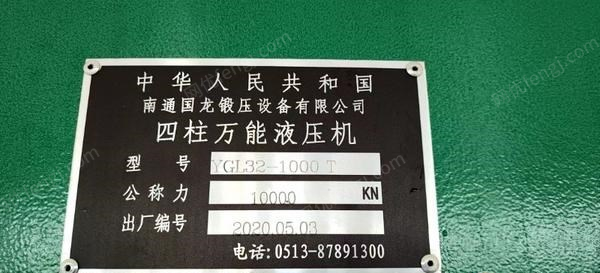 中华人民共和国
南通国龙锻压设备有限公司
四柱万能液压机
型 号 YGL32-1000 T
公称力 10000 KN
出厂编号 2020.05.03
电话:0513-87891300